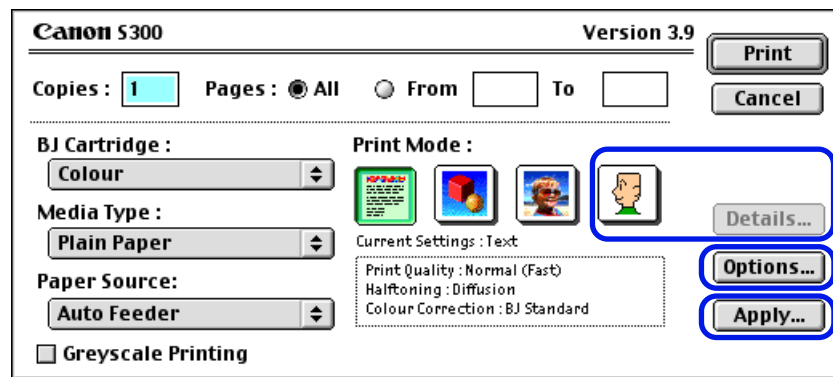 Canon S300
Version 3.9
Print
Copies : 1 Pages : All From To
Cancel
BJ Cartridge :
Colour
Print Mode :
Media Type :
Plain Paper
Details...
Current Settings : Text
Paper Source:
Auto Feeder
Print Quality : Normal (Fast)
Halftoning : Diffusion
Colour Correction : BJ Standard
Options...
Apply...
Greyscale Printing